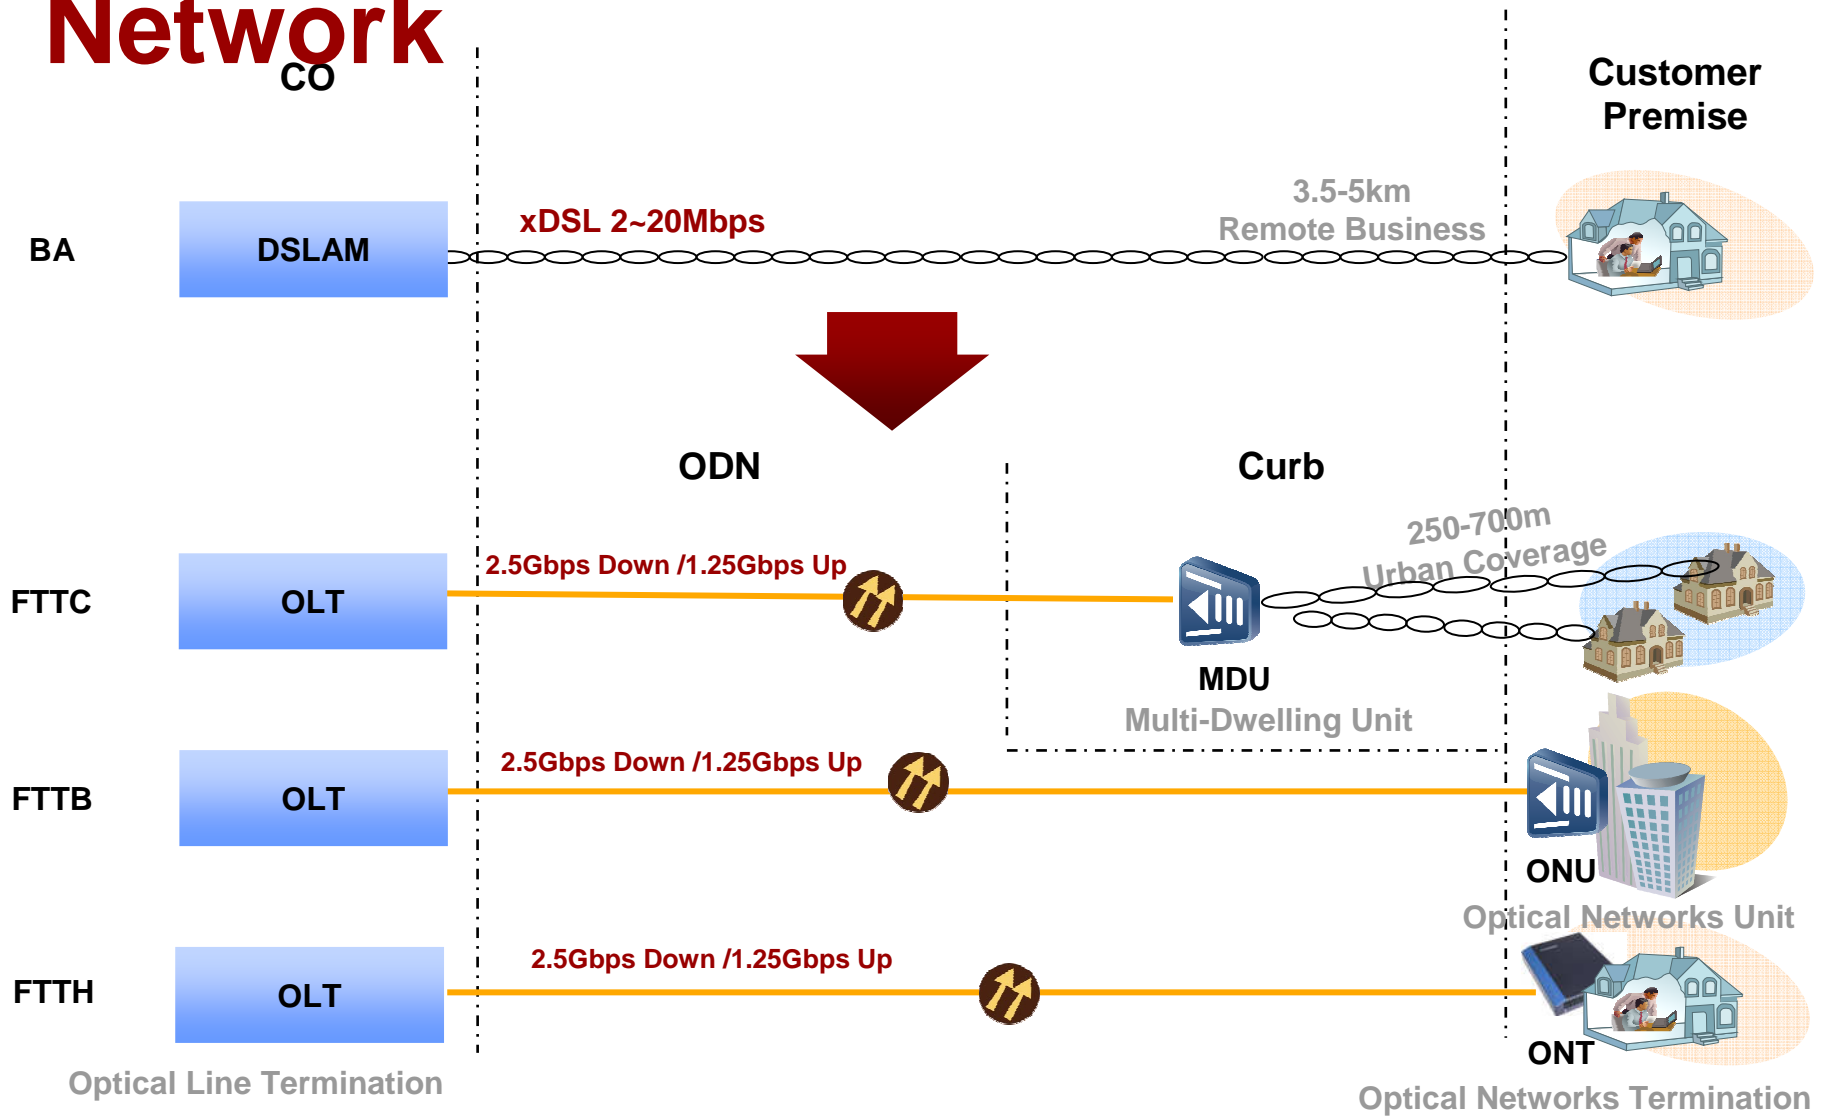 Network
CO
Customer
Premise
3.5-5km
Remote Business
xDSL 2~20Mbps
BA
DSLAM
ODN
Curb
250-700m
Urban Coverage
2.5Gbps Down /1.25Gbps Up
FTTC
OLT
MDU
Multi-Dwelling Unit
2.5Gbps Down /1.25Gbps Up
FTTB
OLT
ONU
Optical Networks Unit
2.5Gbps Down /1.25Gbps Up
FTTH
OLT
ONT
Optical Line Termination
Optical Networks Termination